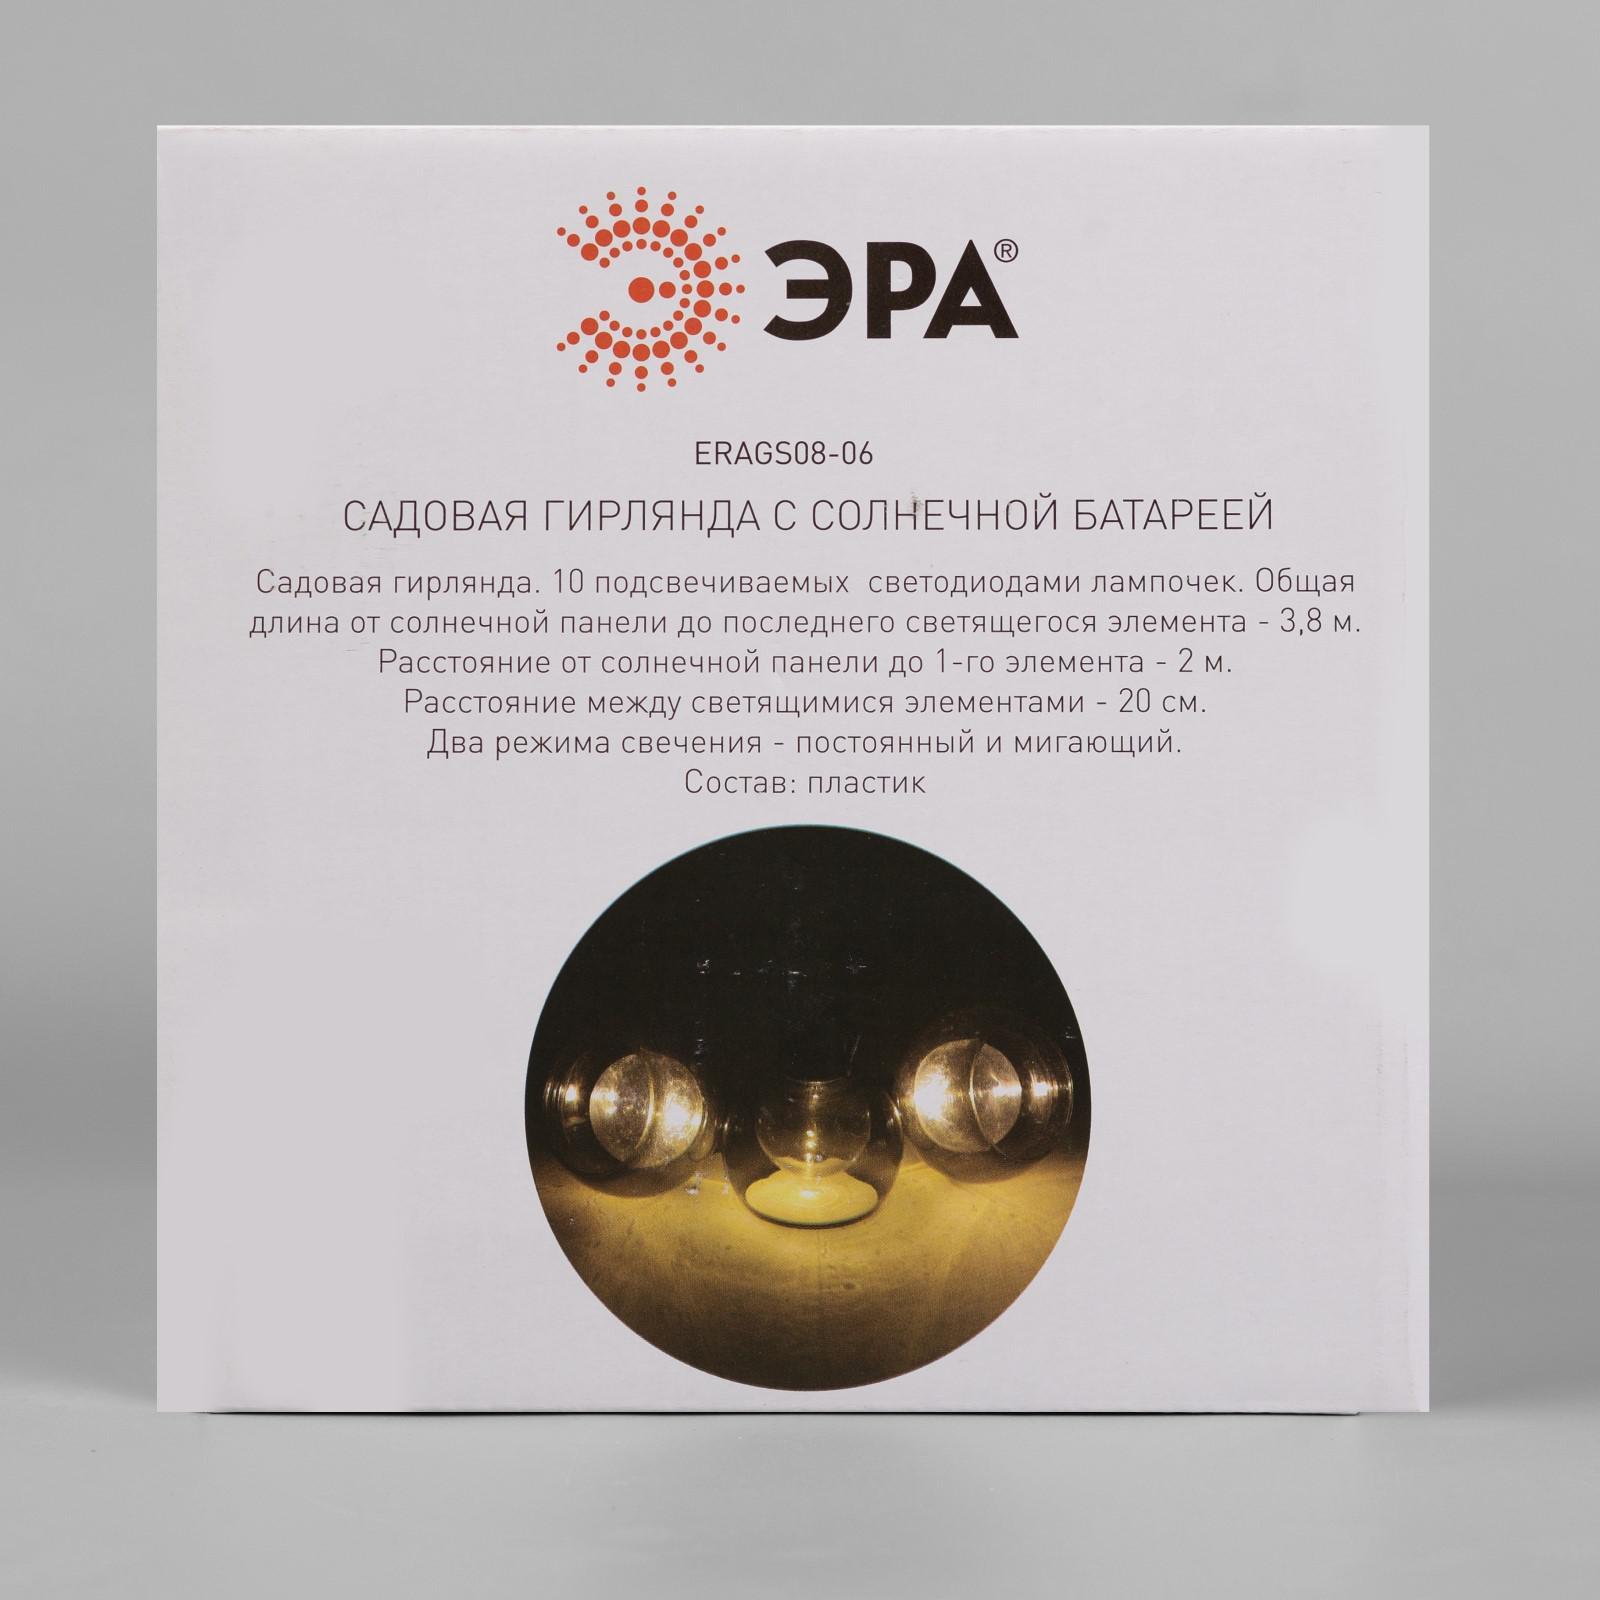 ЭРА®
ERAGS08-06
САДОВАЯ ГИРЛЯНДА С СОЛНЕЧНОЙ БАТАРЕЕЙ
Садовая гирлянда. 10 подсвечиваемых светодиодами лампочек. Общая
длина от солнечной панели до последнего светящегося элемента - 3,8 м.
Расстояние от солнечной панели до 1-го элемента - 2 м.
Расстояние между светящимися элементами - 20 см.
Два режима свечения - постоянный и мигающий.
Состав: пластик